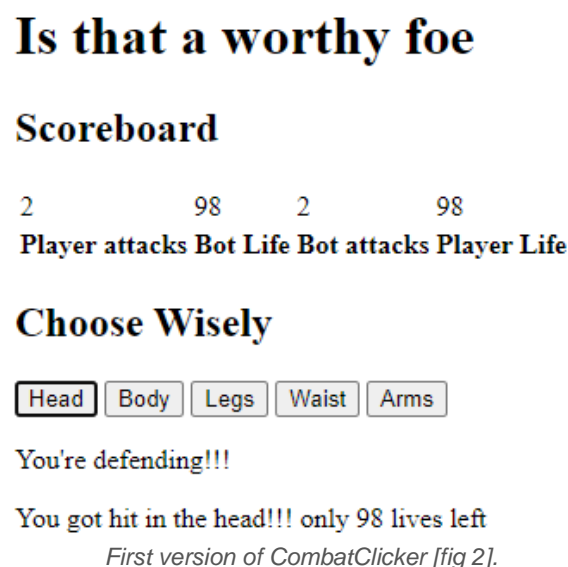 Is that a worthy foe
Scoreboard
2 98 2 98
Player attacks Bot Life Bot attacks Player Life
Choose Wisely
Head Body Legs Waist Arms
You're defending!!!
You got hit in the head!!! only 98 lives left
First version of CombatClicker [fig 2].